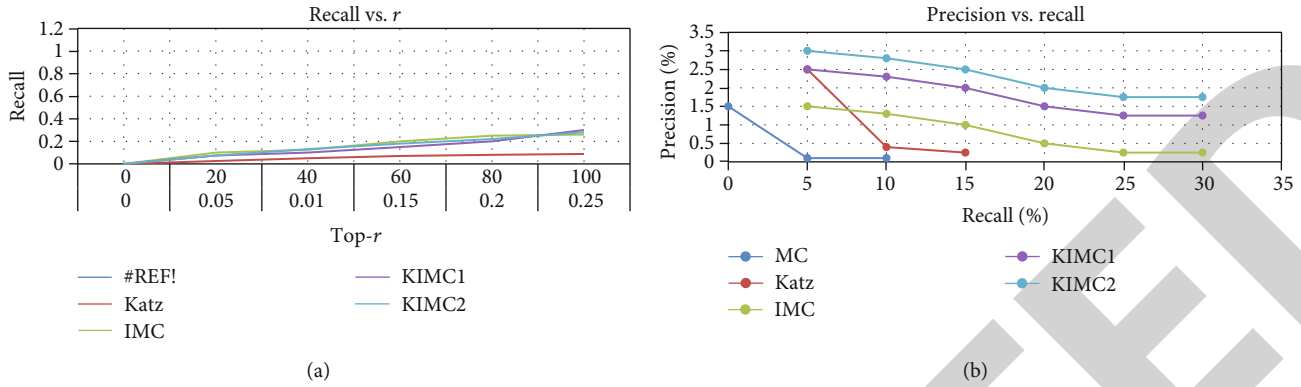 Recall vs. r
1.2
1
0.8
0.6
0.4
0.2
0
Recall
0 20 40 60 80 100
0 0.05 0.01 0.15 0.2 0.25
Top-r
#REF!
Katz
IMC
KIMC1
KIMC2
(a)
Precision vs. recall
3.5
3
2.5
2
1.5
1
0.5
0
Precision (%)
0 5 10 15 20 25 30 35
Recall (%)
MC
Katz
IMC
KIMC1
KIMC2
(b)